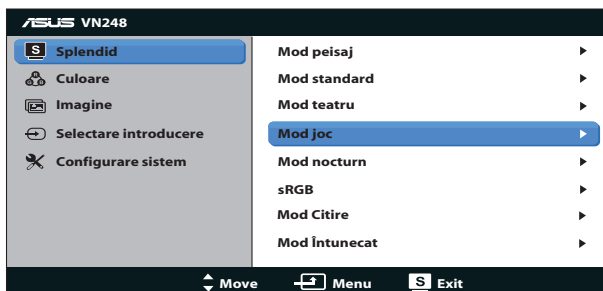 ASUS VN248
S Splendid
Culoare
Imagine
Selectare introducere
Configurare sistem
Mod peisaj
Mod standard
Mod teatru
Mod joc
Mod nocturn
sRGB
Mod Citire
Mod Întunecat
Move Menu S Exit